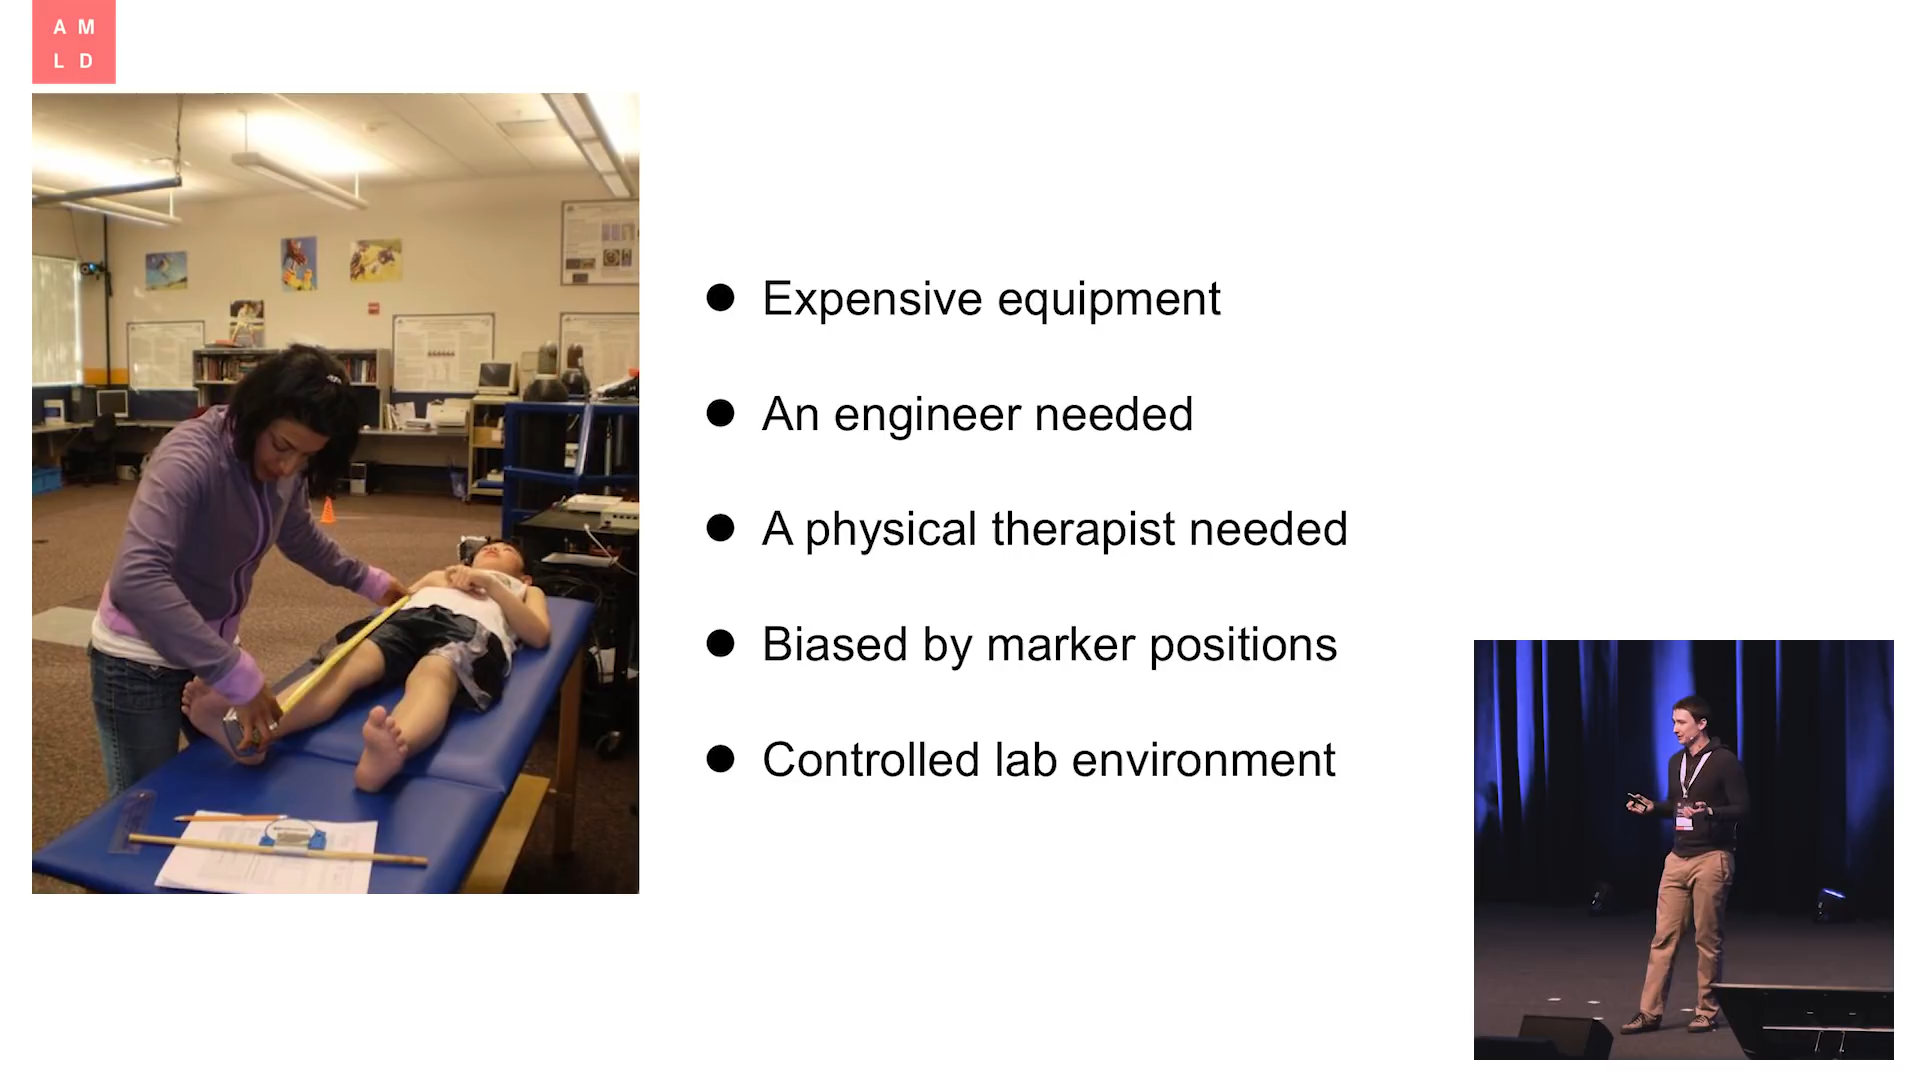 A M
L D
Expensive equipment
An engineer needed
A physical therapist needed
Biased by marker positions
Controlled lab environment